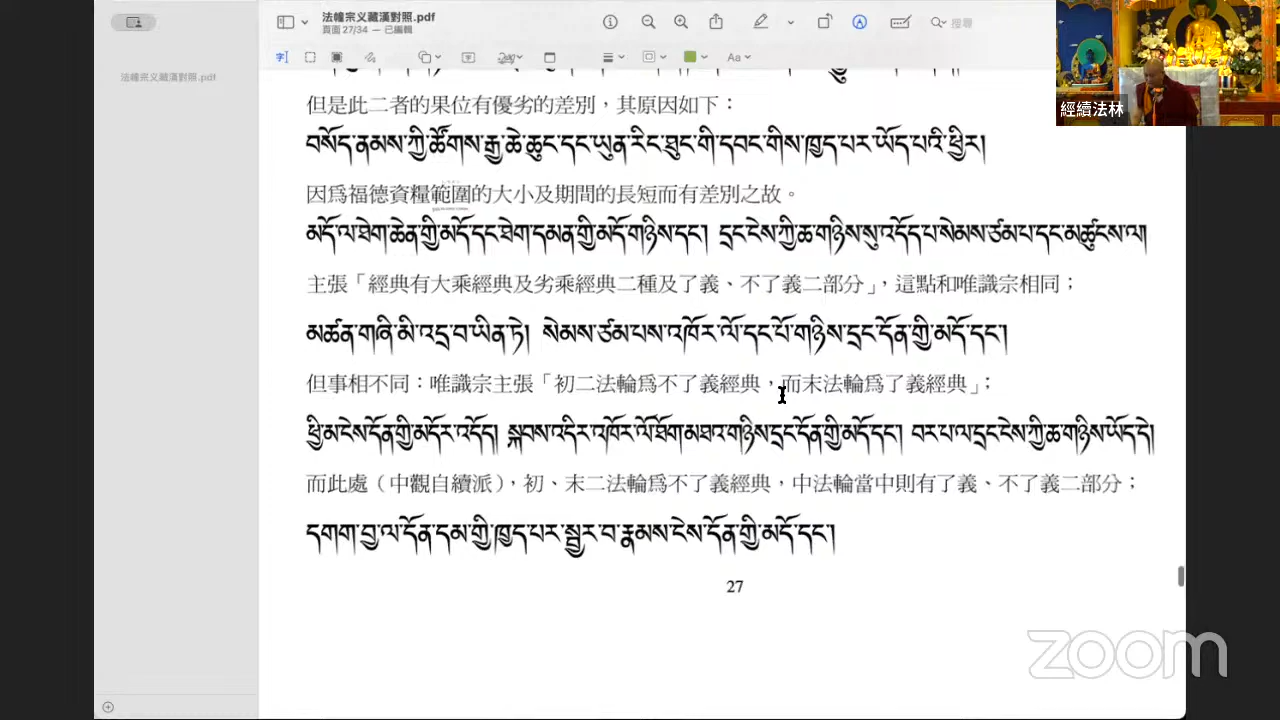 法幢宗义藏漢對照.pdf
頁面 27/34 — 已編輯
搜尋
Aa
法幢宗义藏漢對照.pdf
經續法林
但是此二者的果位有優劣的差別，其原因如下：
བསོད་ནམས་ཀྱི་ཚོགས་རྒྱ་ཆེ་ཆུང་དང་ཡུན་རིང་ཐུང་གི་དབང་གིས་ཁྱད་པར་ཡོད་པའི་ཕྱིར།
因爲福德資糧範圍的大小及期間的長短而有差別之故。
མདོ་ལ་ཐེག་ཆེན་གྱི་མདོ་དང་ཐེག་དམན་གྱི་མདོ་གཉིས་དང་། དྲང་ངེས་ཀྱི་ཆ་གཉིས་སུ་འདོད་པ་སེམས་ཙམ་པ་དང་མཚུངས་ལ།
主張「經典有大乘經典及劣乘經典二種及了義、不了義二部分」，這點和唯識宗相同；
མཚན་གཞི་མི་འདྲ་བ་ཡིན་ཏེ། སེམས་ཙམ་པས་འཁོར་ལོ་དང་པོ་གཉིས་དྲང་དོན་གྱི་མདོ་དང་།
但事相不同：唯識宗主張「初二法輪爲不了義經典，而末法輪爲了義經典」；
ཕྱི་མ་ངེས་དོན་གྱི་མདོར་འདོད། སྐབས་འདིར་འཁོར་ལོ་ཐོག་མཐའ་གཉིས་དྲང་དོན་གྱི་མདོ་དང་། བར་པ་ལ་དྲང་ངེས་ཀྱི་ཆ་གཉིས་ཡོད་དེ།
而此處（中觀自續派），初、末二法輪爲不了義經典，中法輪當中則有了義、不了義二部分；
དགག་བྱ་ལ་དོན་དམ་གྱི་ཁྱད་པར་སྦྱར་བ་རྣམས་ངེས་དོན་གྱི་མདོ་དང་།
27
zoom